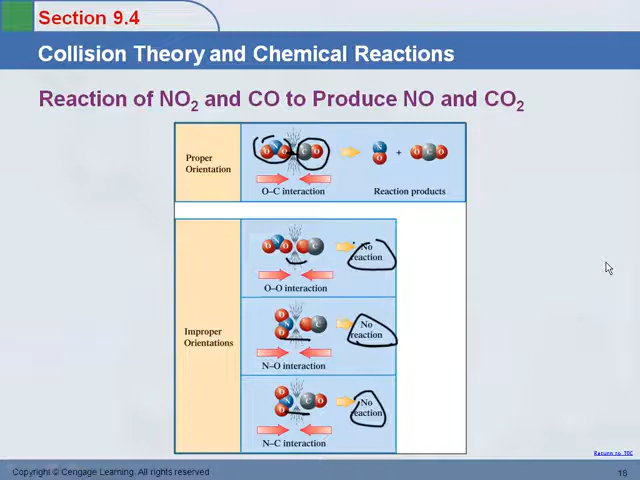 Section 9.4
Collision Theory and Chemical Reactions
Reaction of NO₂ and CO to Produce NO and CO₂
Proper
Orientation
O N O C O
N
O
+
O C O
O–C interaction
Reaction products
Improper
Orientations
O N O C
No
reaction
O–O interaction
O
N C
O
No
reaction
N–O interaction
O
N C O
O
No
reaction
N–C interaction
Return to TOC
Copyright © Cengage Learning. All rights reserved
18